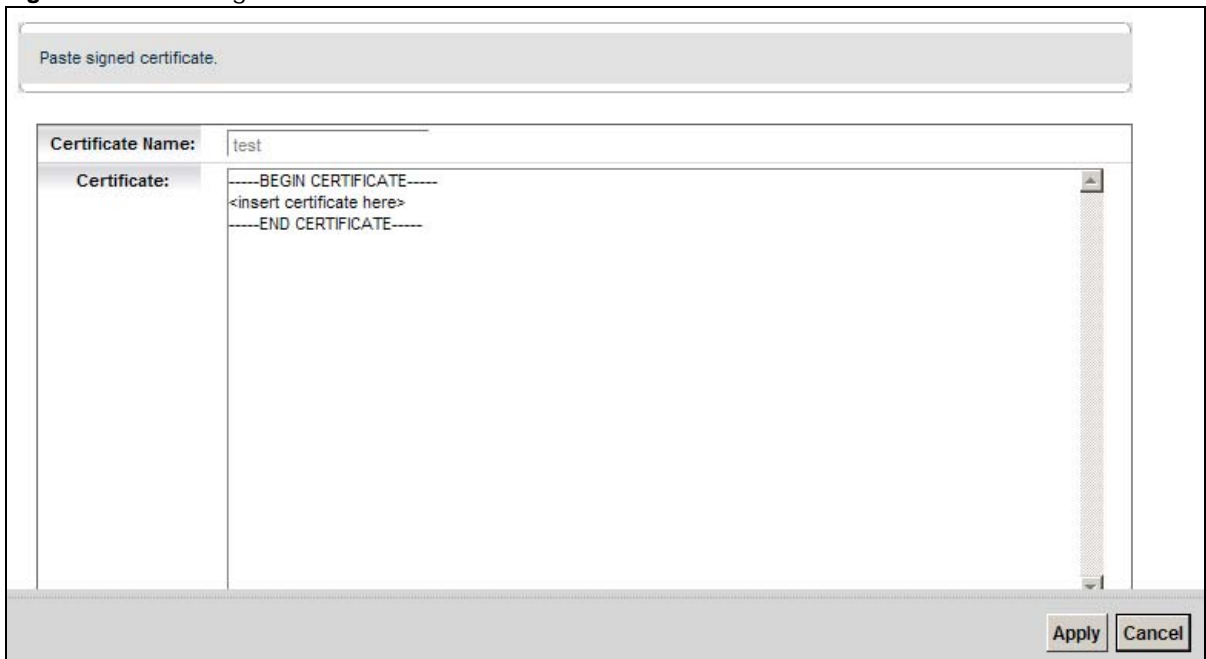 Paste signed certificate.
Certificate Name: test
Certificate: -----BEGIN CERTIFICATE-----
<insert certificate here>
-----END CERTIFICATE-----
Apply Cancel